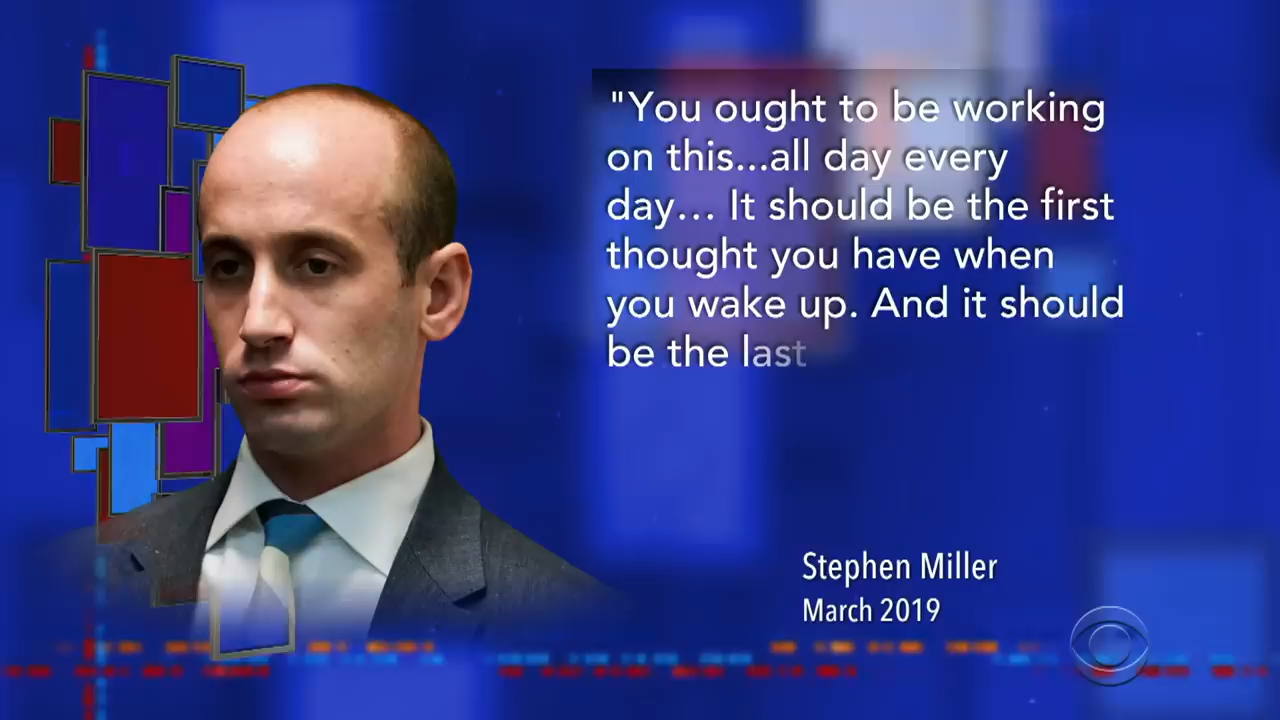 "You ought to be working
on this...all day every
day... It should be the first
thought you have when
you wake up. And it should
be the last
Stephen Miller
March 2019